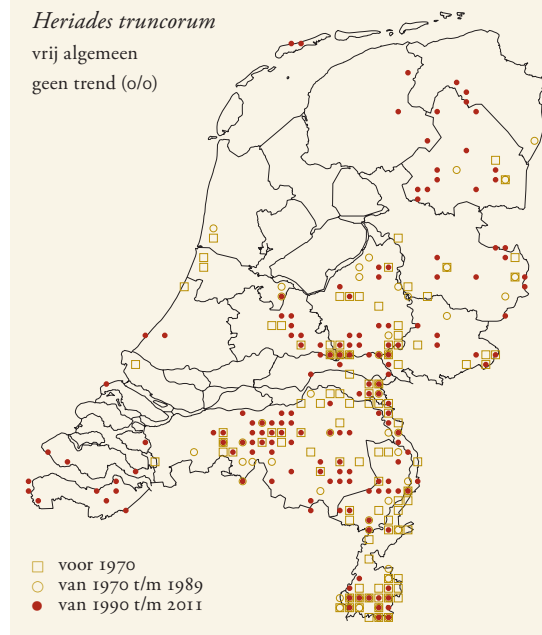 Heriades truncorum
vrij algemeen
geen trend (0/0)
voor 1970
van 1970 t/m 1989
van 1990 t/m 2011